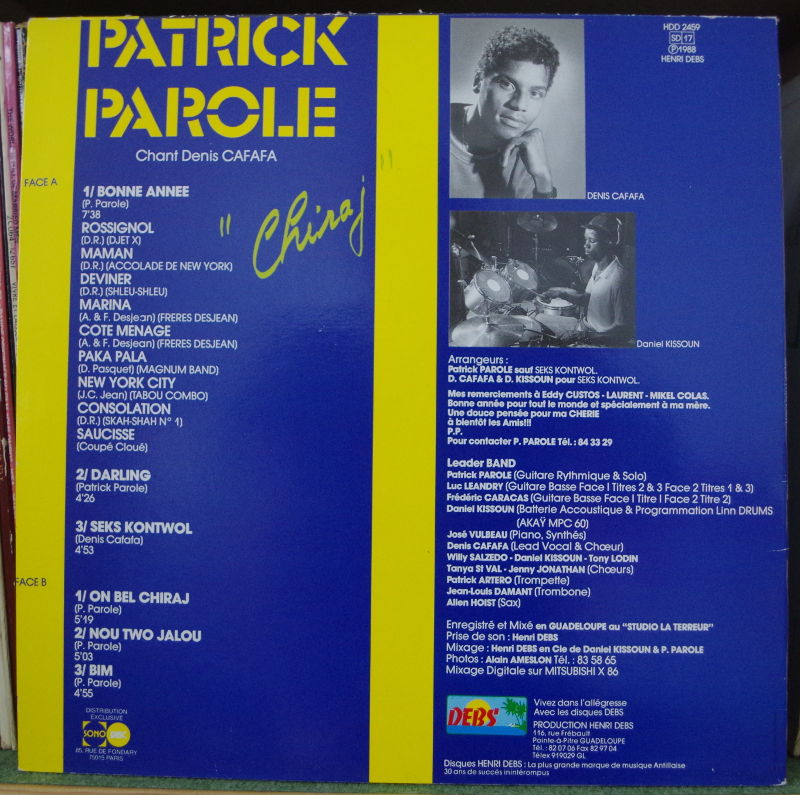 PATRICK
PAROLE
Chant Denis CAFAFA
"Chiraj"
FACE A
1/ BONNE ANNEE
(P. Parole)
7'38
ROSSIGNOL
(D.R.) (DJET X)
MAMAN
(D.R.) (ACCOLADE DE NEW YORK)
DEVINER
(D.R.) (SHLEU-SHLEU)
MARINA
(A. & F. Desjean) (FRERES DESJEAN)
COTE MENAGE
(A. & F. Desjean) (FRERES DESJEAN)
PAKA PALA
(D. Pasquet) (MAGNUM BAND)
NEW YORK CITY
(J.C. Jean) (TABOU COMBO)
CONSOLATION
(D.R.) (SKAH-SHAH N° 1)
SAUCISSE
(Coupé Cloué)
2/ DARLING
(Patrick Parole)
4'26
3/ SEKS KONTWOL
(Denis Cafafa)
4'53
FACE B
1/ ON BEL CHIRAJ
(P. Parole)
5'19
2/ NOU TWO JALOU
(P. Parole)
5'03
3/ BIM
(P. Parole)
4'55
DISTRIBUTION
EXCLUSIVE
SONO DISC
85, RUE DE FONDARY
75015 PARIS
HDD 2459
SD 17
Ⓟ1988
HENRI DEBS
DENIS CAFAFA
Daniel KISSOUN
Arrangeurs :
Patrick PAROLE sauf SEKS KONTWOL.
D. CAFAFA & D. KISSOUN pour SEKS KONTWOL.
Mes remerciements à Eddy CUSTOS - LAURENT - MIKEL COLAS.
Bonne année pour tout le monde et spécialement à ma mère.
Une douce pensée pour ma CHERIE
à bientôt les Amis!!!
P.P.
Pour contacter P. PAROLE Tél. : 84 33 29
Leader BAND
Patrick PAROLE (Guitare Rythmique & Solo)
Luc LEANDRY (Guitare Basse Face I Titres 2 & 3 Face 2 Titres 1 & 3)
Frédéric CARACAS (Guitare Basse Face I Titre I Face 2 Titre 2)
Daniel KISSOUN (Batterie Accoustique & Programmation Linn DRUMS
(AKAŸ MPC 60)
José VULBEAU (Piano, Synthés)
Denis CAFAFA (Lead Vocal & Chœur)
Willy SALZEDO - Daniel KISSOUN - Tony LODIN
Tanya St VAL - Jenny JONATHAN (Chœurs)
Patrick ARTERO (Trompette)
Jean-Louis DAMANT (Trombone)
Allen HOIST (Sax)
Enregistré et Mixé en GUADELOUPE au "STUDIO LA TERREUR"
Prise de son : Henri DEBS
Mixage : Henri DEBS en Cie de Daniel KISSOUN & P. PAROLE
Photos : Alain AMESLON Tél. : 83 58 65
Mixage Digitale sur MITSUBISHI X 86
DEBS
Vivez dans l'allégresse
Avec les disques DEBS
PRODUCTION HENRI DEBS
116, rue Frébault
Pointe-à-Pitre GUADELOUPE
Tél. : 82 07 06 Fax 82 97 04
Télex 919029 GL
Disques HENRI DEBS : La plus grande marque de musique Antillaise
30 ans de succés ininterompus